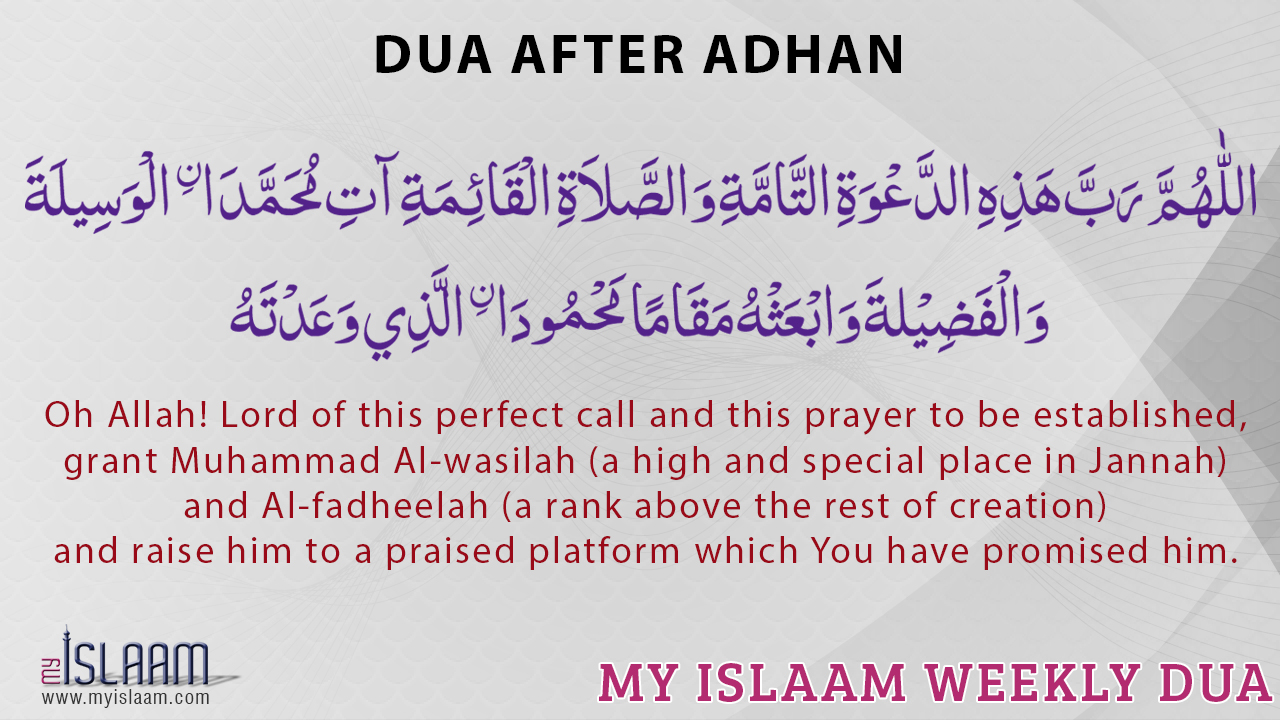 DUA AFTER ADHAN
اللّٰهُمَّ رَبَّ هَذِهِ الدَّعْوَةِ التَّامَّةِ وَالصَّلَاةِ الْقَائِمَةِ آتِ مُحَمَّدَا نِ الْوَسِيلَةَ
وَالْفَضِيْلةَ وَابْعَثْهُ مَقَامًا مَحْمُودَا نِ الَّذِي وَعَدْتَهُ
Oh Allah! Lord of this perfect call and this prayer to be established,
grant Muhammad Al-wasilah (a high and special place in Jannah)
and Al-fadheelah (a rank above the rest of creation)
and raise him to a praised platform which You have promised him.
my ISLAAM
www.myislaam.com
MY ISLAAM WEEKLY DUA